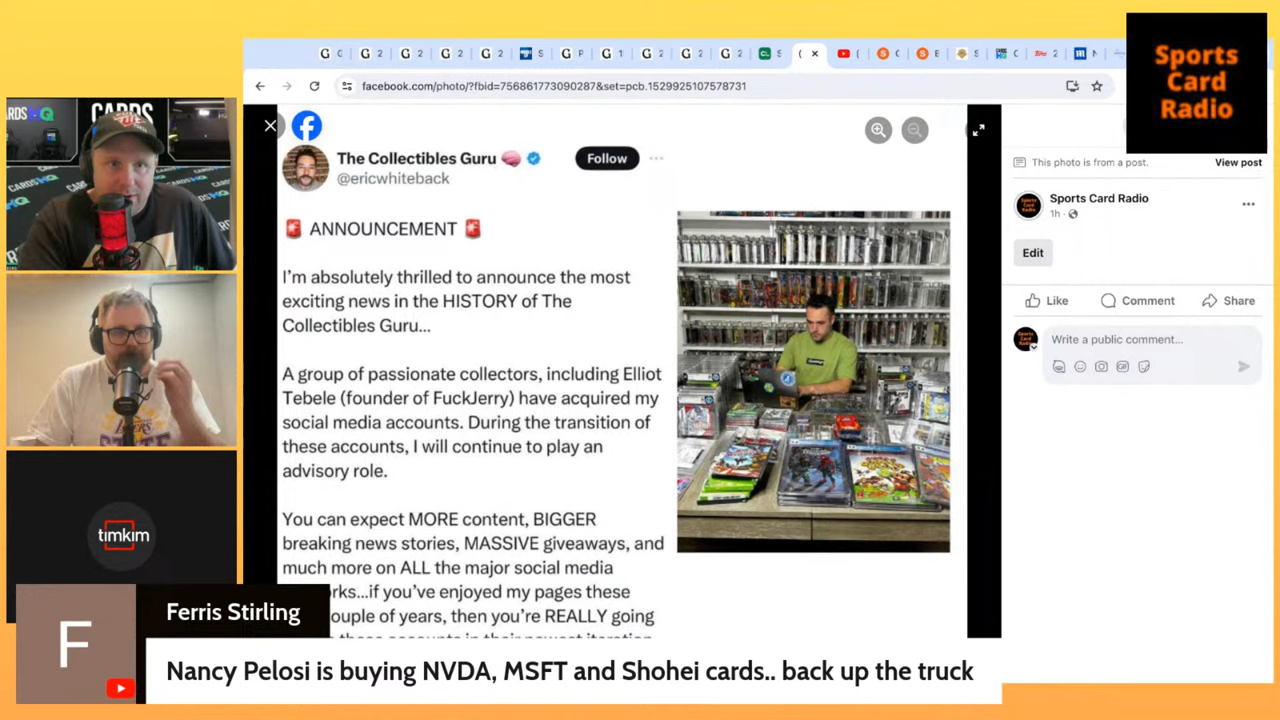 Sports
Card
Radio
facebook.com/photo/?fbid=756861773090287&set=pcb.1529925107578731
CARDS
HQ
The Collectibles Guru 🧠
@ericwhiteback
Follow
🚨 ANNOUNCEMENT 🚨
I'm absolutely thrilled to announce the most
exciting news in the HISTORY of The
Collectibles Guru...
A group of passionate collectors, including Elliot
Tebele (founder of FuckJerry) have acquired my
social media accounts. During the transition of
these accounts, I will continue to play an
advisory role.
You can expect MORE content, BIGGER
breaking news stories, MASSIVE giveaways, and
much more on ALL the major social media
if you've enjoyed my pages these
then you're REALLY going
This photo is from a post.
View post
Sports Card Radio
1h
Edit
Like
Comment
Share
Write a public comment...
timkim
F
Ferris Stirling
Nancy Pelosi is buying NVDA, MSFT and Shohei cards.. back up the truck